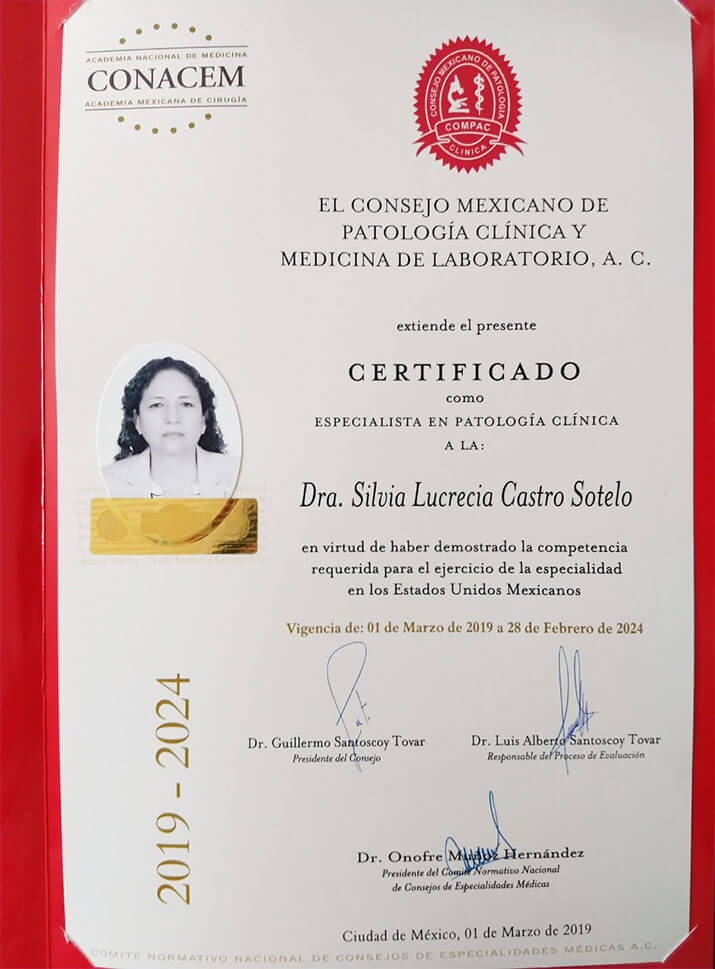 ACADEMIA NACIONAL DE MEDICINA
CONACEM
ACADEMIA MEXICANA DE CIRUGÍA
CONSEJO MEXICANO DE PATOLOGÍA
COMPAC
CLINICA
EL CONSEJO MEXICANO DE
PATOLOGÍA CLÍNICA Y
MEDICINA DE LABORATORIO, A. C.
extiende el presente
CERTIFICADO
como
ESPECIALISTA EN PATOLOGÍA CLÍNICA
A LA:
Dra. Silvia Lucrecia Castro Sotelo
en virtud de haber demostrado la competencia
requerida para el ejercicio de la especialidad
en los Estados Unidos Mexicanos
Vigencia de: 01 de Marzo de 2019 a 28 de Febrero de 2024
2019 - 2024
Dr. Guillermo Santoscoy Tovar
Presidente del Consejo
Dr. Luis Alberto Santoscoy Tovar
Responsable del Proceso de Evaluación
Dr. Onofre Muñoz Hernández
Presidente del Comité Normativo Nacional
de Consejos de Especialidades Médicas
Ciudad de México, 01 de Marzo de 2019
COMITÉ NORMATIVO NACIONAL DE CONSEJOS DE ESPECIALIDADES MÉDICAS A.C.